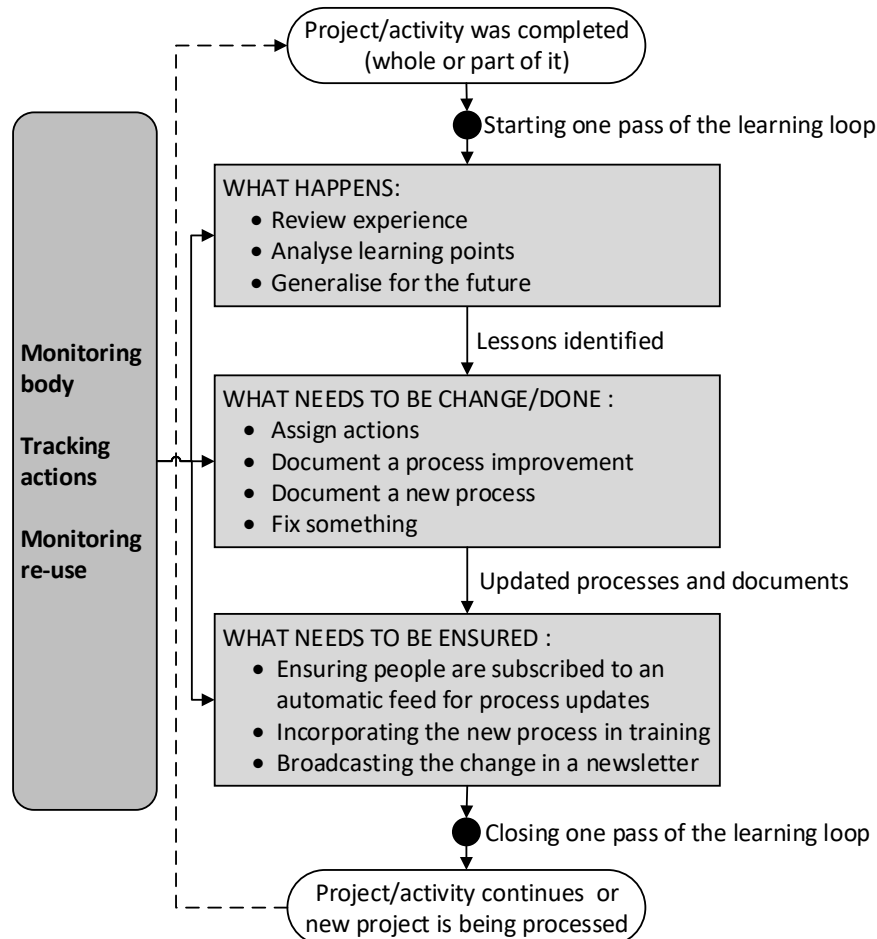 Project/activity was completed
(whole or part of it)
Starting one pass of the learning loop
WHAT HAPPENS:
• Review experience
• Analyse learning points
• Generalise for the future
Lessons identified
Monitoring
body
Tracking
actions
Monitoring
re-use
WHAT NEEDS TO BE CHANGE/DONE :
• Assign actions
• Document a process improvement
• Document a new process
• Fix something
Updated processes and documents
WHAT NEEDS TO BE ENSURED :
• Ensuring people are subscribed to an
automatic feed for process updates
• Incorporating the new process in training
• Broadcasting the change in a newsletter
Closing one pass of the learning loop
Project/activity continues or
new project is being processed